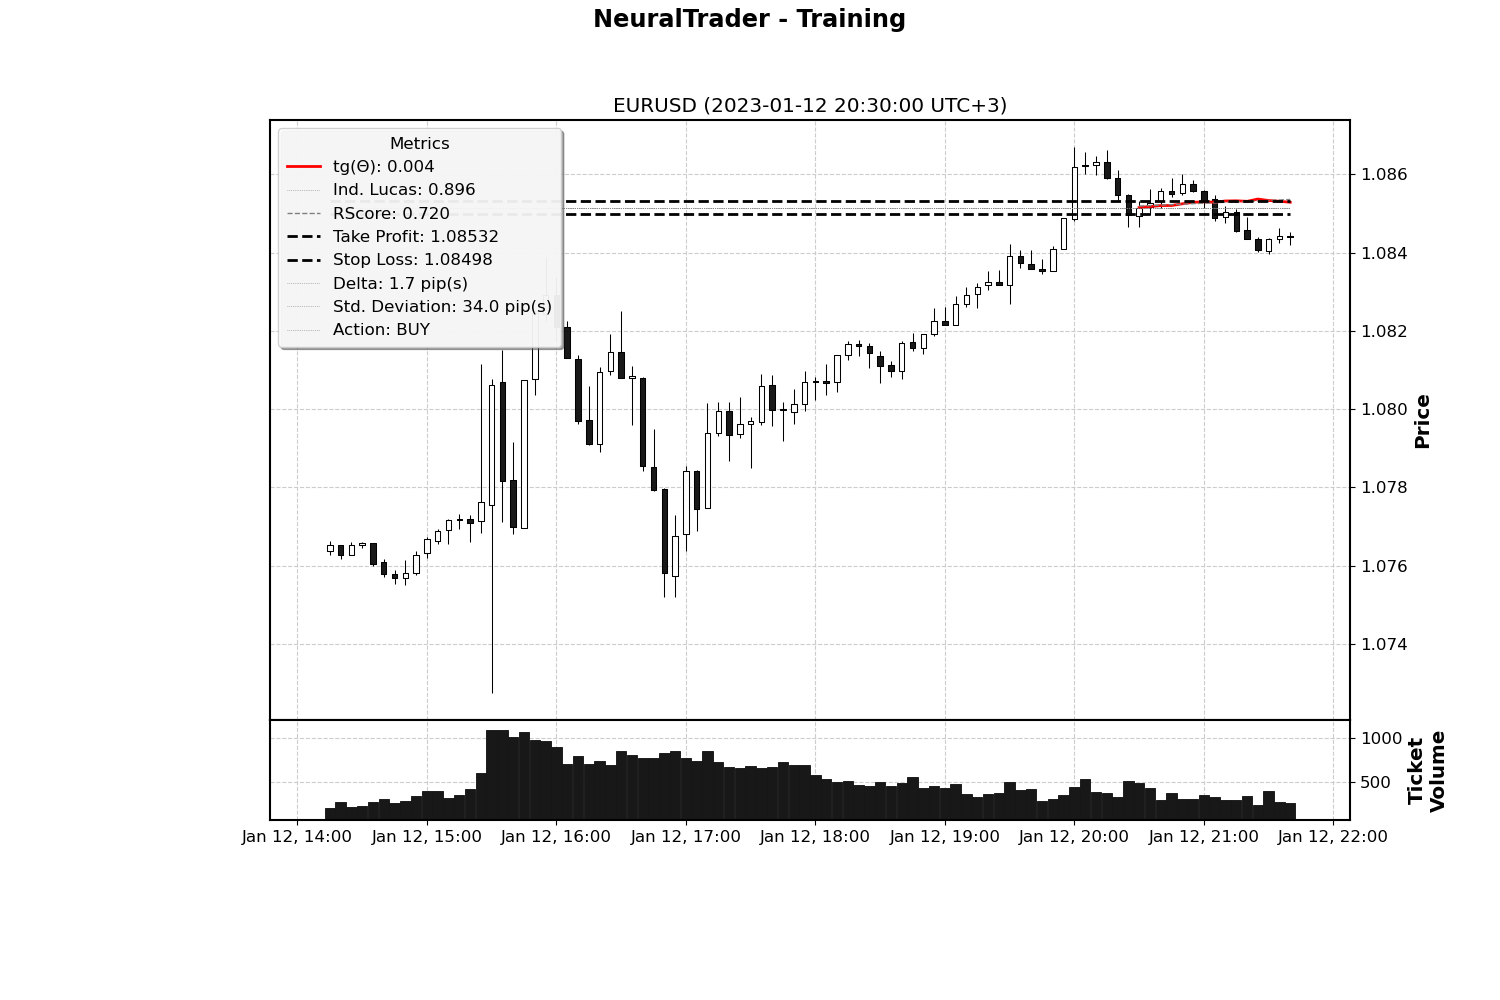 NeuralTrader - Training
EURUSD (2023-01-12 20:30:00 UTC+3)
Metrics
tg(Θ): 0.004
Ind. Lucas: 0.896
RScore: 0.720
Take Profit: 1.08532
Stop Loss: 1.08498
Delta: 1.7 pip(s)
Std. Deviation: 34.0 pip(s)
Action: BUY
1.086
1.084
1.082
1.080
1.078
1.076
1.074
Price
1000
500
Ticket
Volume
Jan 12, 14:00
Jan 12, 15:00
Jan 12, 16:00
Jan 12, 17:00
Jan 12, 18:00
Jan 12, 19:00
Jan 12, 20:00
Jan 12, 21:00
Jan 12, 22:00